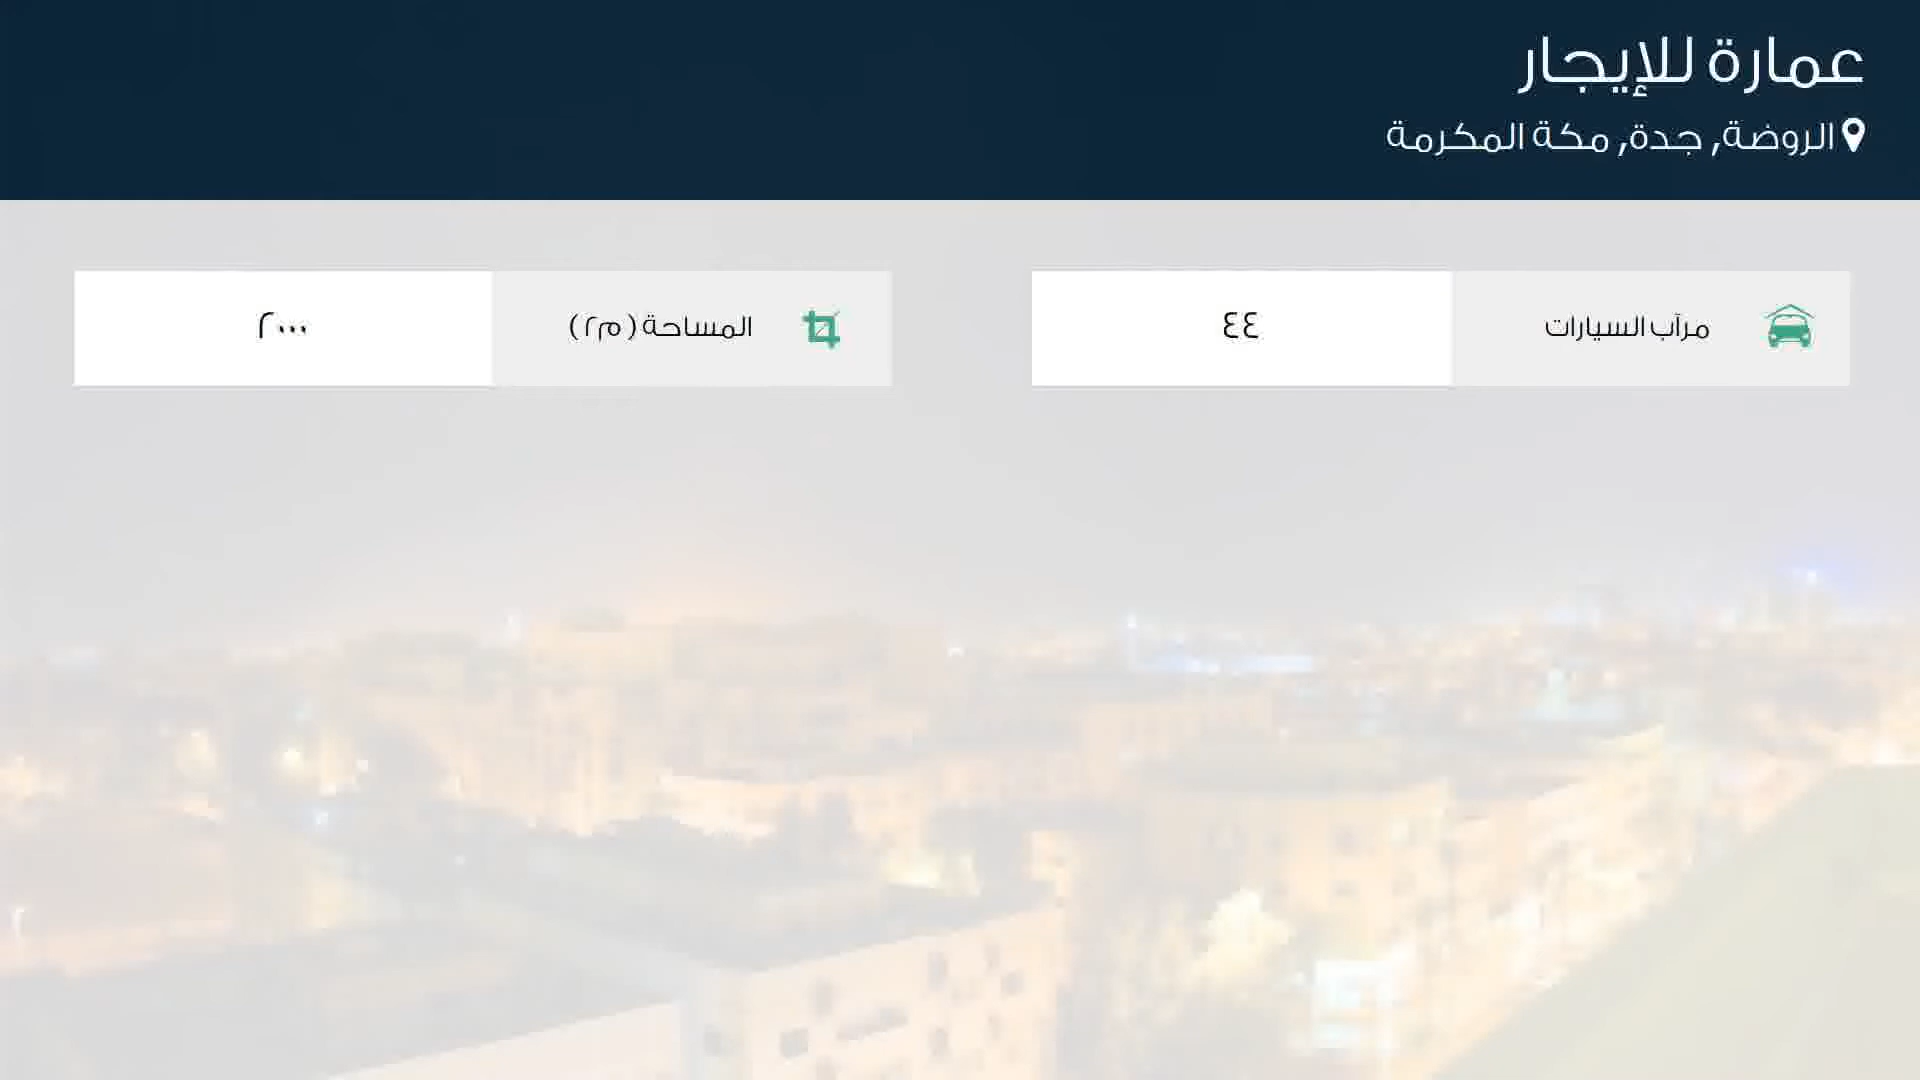 عمارة للإيجار
الروضة, جدة, مكة المكرمة
مرآب السيارات
٤٤
المساحة (م٢)
٢٠٠٠